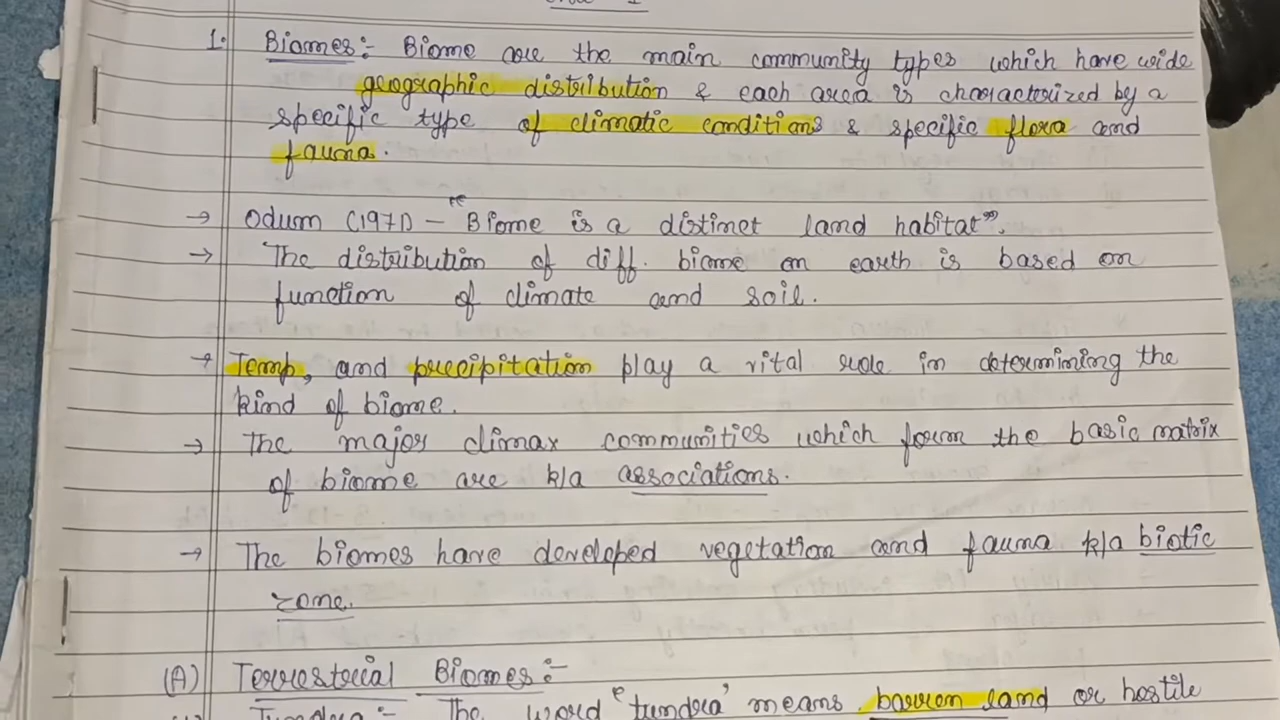 1. Biomes:- Biome are the main community types which have wide
geographic distribution & each area is characterized by a
specific type of climatic conditions & specific flora and
fauna.
→ Odum (1971) - "Biome is a distinct land habitat".
→ The distribution of diff. biome on earth is based on
function of climate and soil.
→ Temp, and precipitation play a vital role in determining the
kind of biome.
→ The major climax communities which form the basic matrix
of biome are k/a associations.
→ The biomes have developed vegetation and fauna k/a biotic
zone.
(A) Terrestrial Biomes:-
Tundra:- The word 'tundra' means barren land or hostile